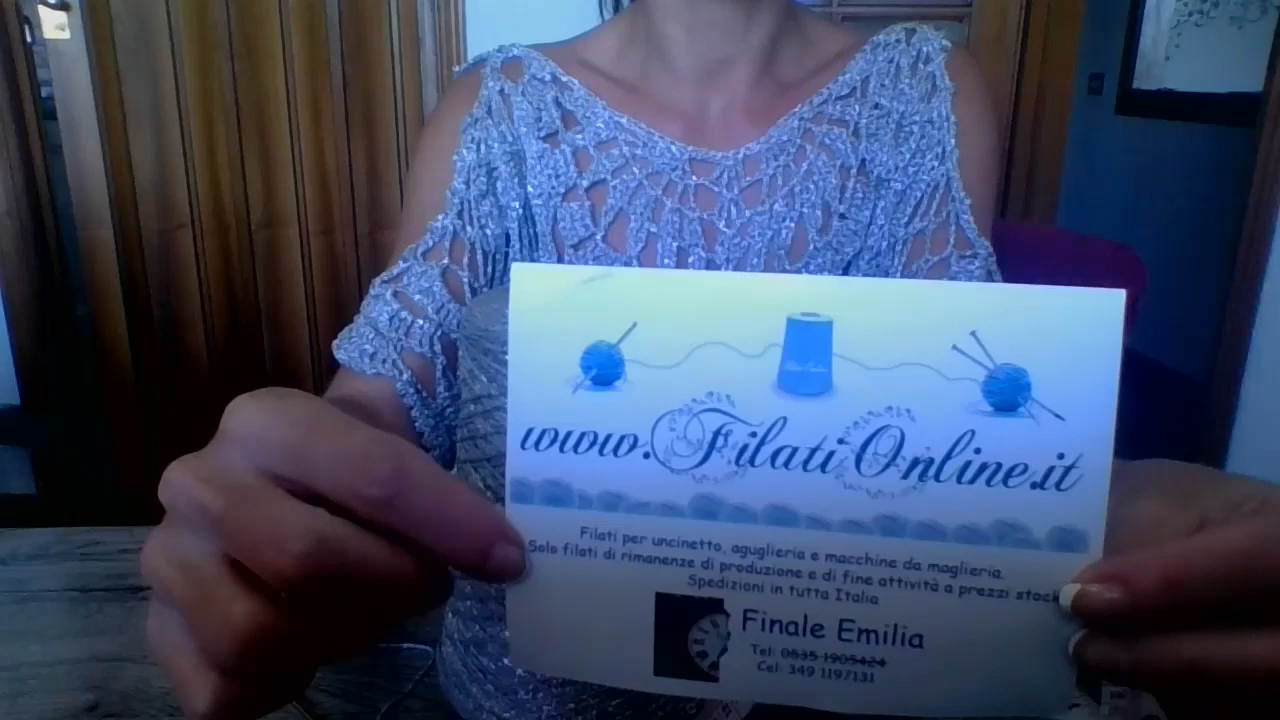 www.FilatiOnline.it
Filati per uncinetto, aguglieria e macchine da maglieria.
Solo filati di rimanenze di produzione e di fine attività a prezzi stock
Spedizioni in tutta Italia
Finale Emilia
Tel: 0535 1905424
Cel: 349 1197131